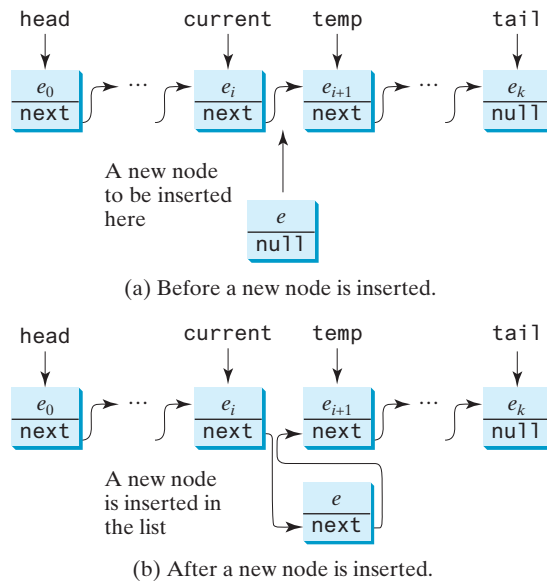 head current temp tail
e0 ... ei ei+1 ... ek
next next next null
A new node
to be inserted
here
e
null
(a) Before a new node is inserted.
head current temp tail
e0 ... ei ei+1 ... ek
next next next null
A new node
is inserted in
the list
e
next
(b) After a new node is inserted.